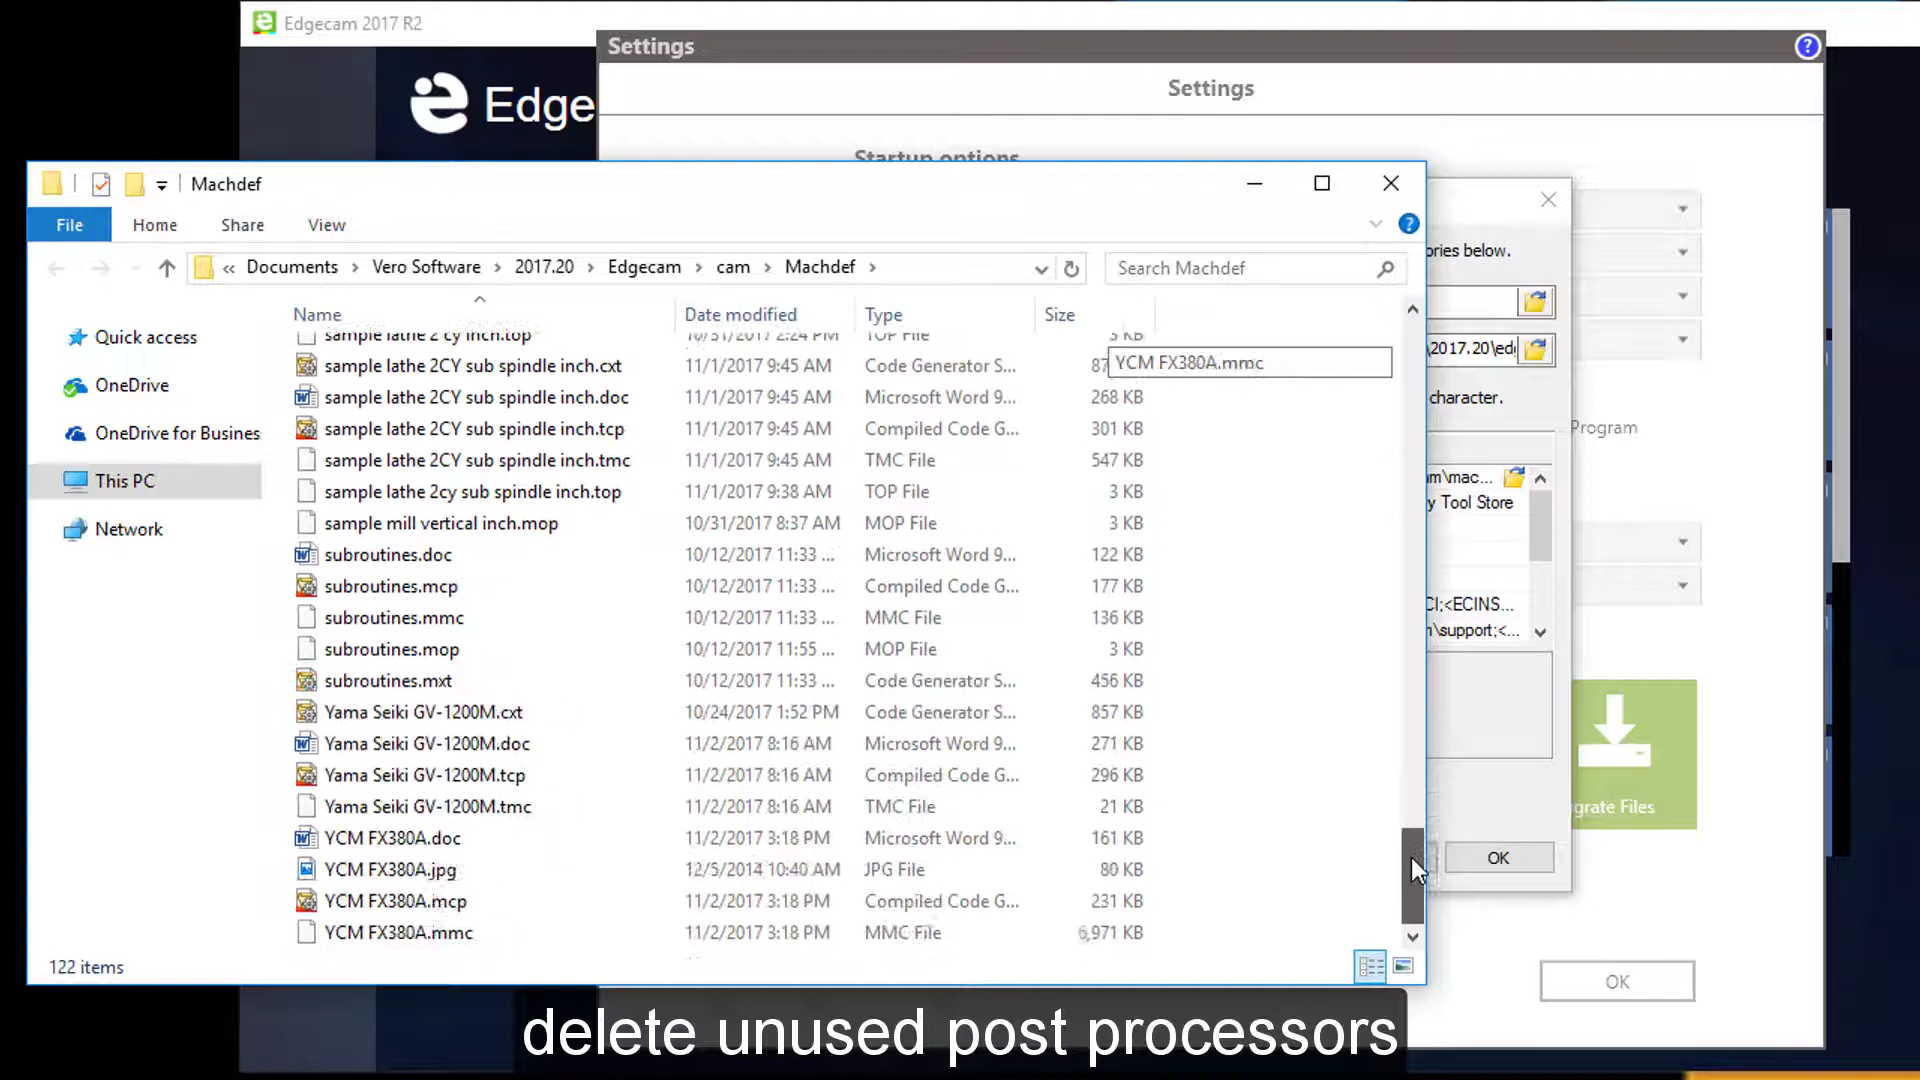 Edgecam 2017 R2
Settings
Settings
Edge
Startup options
Machdef
File Home Share View
« Documents > Vero Software > 2017.20 > Edgecam > cam > Machdef >
Search Machdef
Name Date modified Type Size
Quick access
OneDrive
OneDrive for Busines
This PC
Network
sample lathe 2 cy inch.top 10/31/2017 2:24 PM TOP File 3 KB
sample lathe 2CY sub spindle inch.cxt 11/1/2017 9:45 AM Code Generator S... 87
YCM FX380A.mmc
sample lathe 2CY sub spindle inch.doc 11/1/2017 9:45 AM Microsoft Word 9... 268 KB
sample lathe 2CY sub spindle inch.tcp 11/1/2017 9:45 AM Compiled Code G... 301 KB
sample lathe 2CY sub spindle inch.tmc 11/1/2017 9:45 AM TMC File 547 KB
sample lathe 2cy sub spindle inch.top 11/1/2017 9:38 AM TOP File 3 KB
sample mill vertical inch.mop 10/31/2017 8:37 AM MOP File 3 KB
subroutines.doc 10/12/2017 11:33 ... Microsoft Word 9... 122 KB
subroutines.mcp 10/12/2017 11:33 ... Compiled Code G... 177 KB
subroutines.mmc 10/12/2017 11:33 ... MMC File 136 KB
subroutines.mop 10/12/2017 11:55 ... MOP File 3 KB
subroutines.mxt 10/12/2017 11:33 ... Code Generator S... 456 KB
Yama Seiki GV-1200M.cxt 10/24/2017 1:52 PM Code Generator S... 857 KB
Yama Seiki GV-1200M.doc 11/2/2017 8:16 AM Microsoft Word 9... 271 KB
Yama Seiki GV-1200M.tcp 11/2/2017 8:16 AM Compiled Code G... 296 KB
Yama Seiki GV-1200M.tmc 11/2/2017 8:16 AM TMC File 21 KB
YCM FX380A.doc 11/2/2017 3:18 PM Microsoft Word 9... 161 KB
YCM FX380A.jpg 12/5/2014 10:40 AM JPG File 80 KB
YCM FX380A.mcp 11/2/2017 3:18 PM Compiled Code G... 231 KB
YCM FX380A.mmc 11/2/2017 3:18 PM MMC File 6,971 KB
122 items
ories below.
\2017.20\ed
character.
Program
m\mac...
y Tool Store
CI;<ECINS...
n\support;<...
grate Files
OK
OK
delete unused post processors